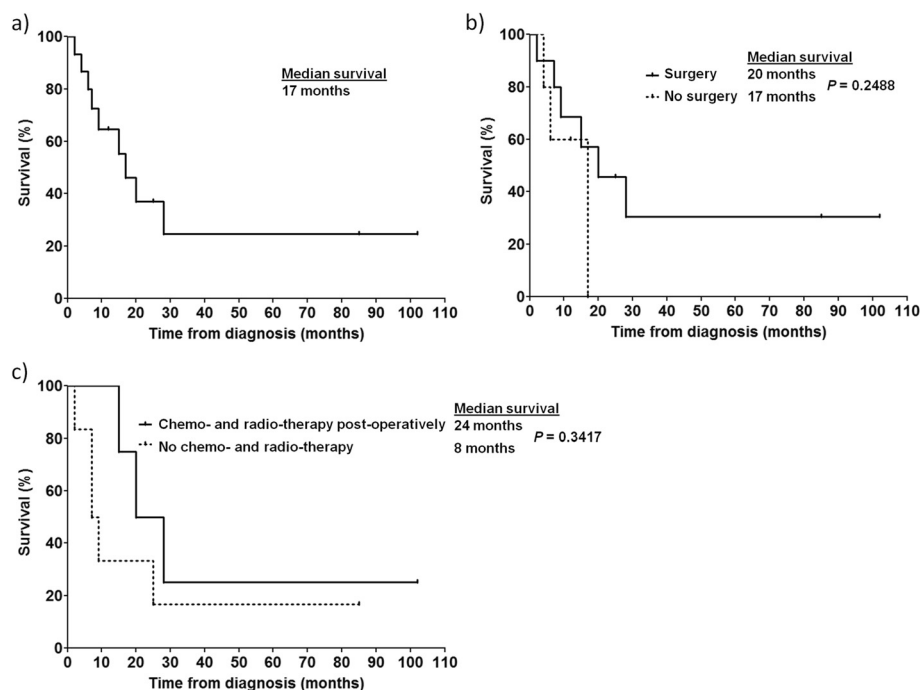 a)
Survival (%)
100
80
60
40
20
0
0 10 20 30 40 50 60 70 80 90 100 110
Time from diagnosis (months)
Median survival
17 months
b)
Survival (%)
100
80
60
40
20
0
0 10 20 30 40 50 60 70 80 90 100 110
Time from diagnosis (months)
Median survival
Surgery 20 months
No surgery 17 months
P = 0.2488
c)
Survival (%)
100
80
60
40
20
0
0 10 20 30 40 50 60 70 80 90 100 110
Time from diagnosis (months)
Median survival
Chemo- and radio-therapy post-operatively 24 months
No chemo- and radio-therapy 8 months
P = 0.3417